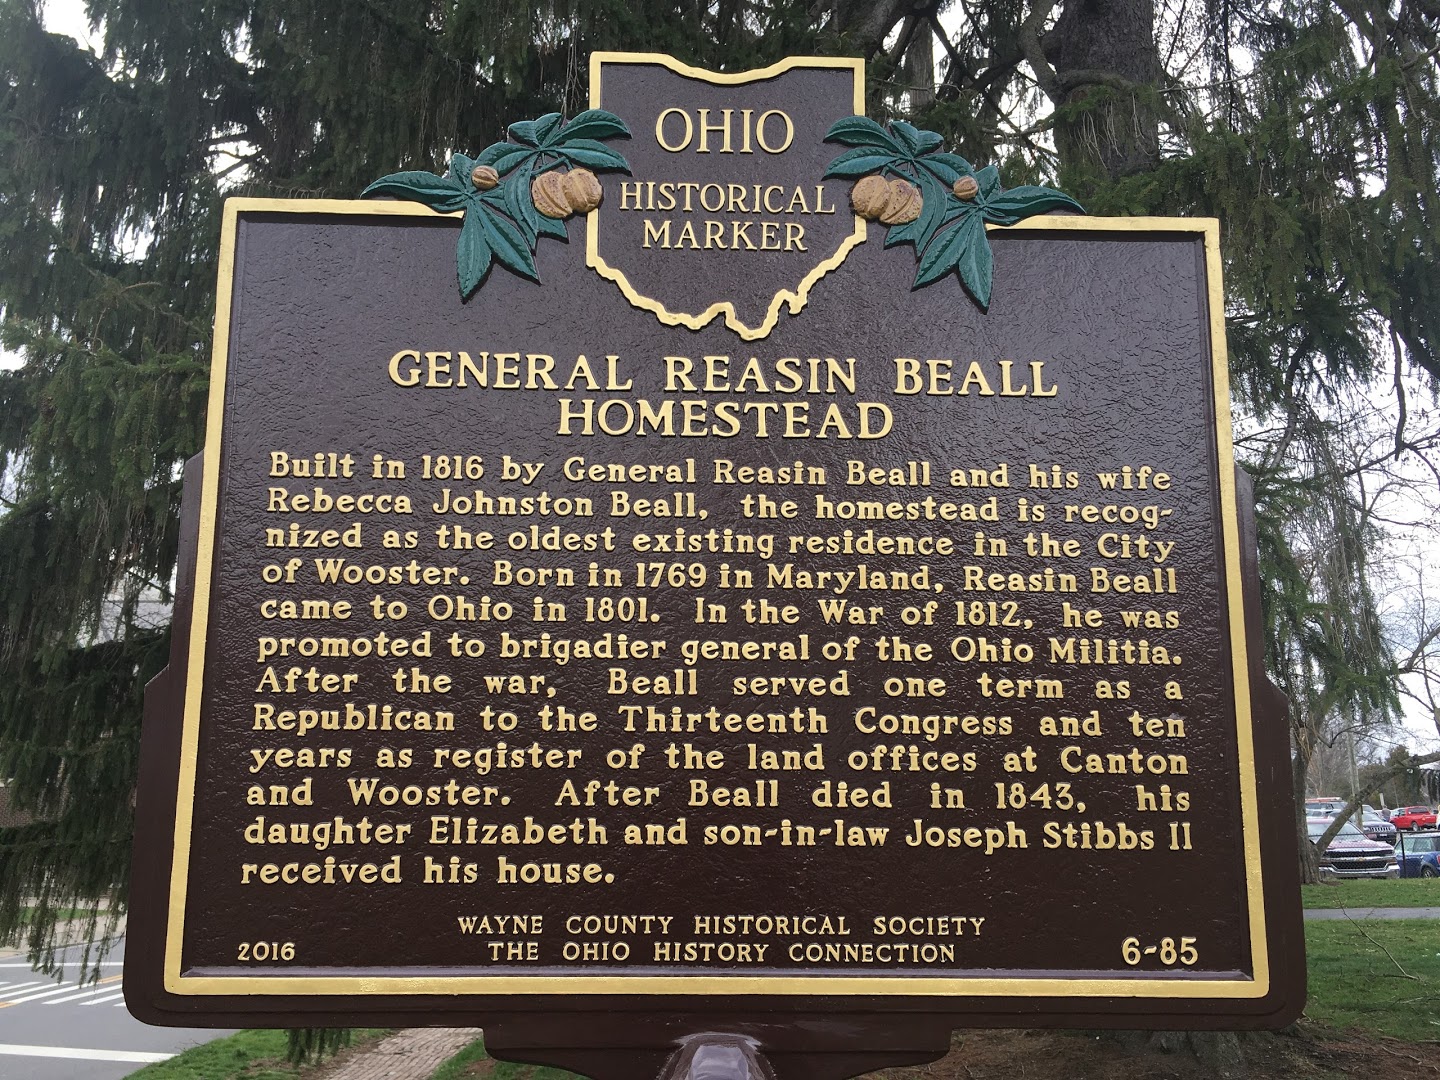 OHIO
HISTORICAL
MARKER
GENERAL REASIN BEALL
HOMESTEAD
Built in 1816 by General Reasin Beall and his wife
Rebecca Johnston Beall, the homestead is recog-
nized as the oldest existing residence in the City
of Wooster. Born in 1769 in Maryland, Reasin Beall
came to Ohio in 1801. In the War of 1812, he was
promoted to brigadier general of the Ohio Militia.
After the war, Beall served one term as a
Republican to the Thirteenth Congress and ten
years as register of the land offices at Canton
and Wooster. After Beall died in 1843, his
daughter Elizabeth and son-in-law Joseph Stibbs II
received his house.
WAYNE COUNTY HISTORICAL SOCIETY
2016 THE OHIO HISTORY CONNECTION 6-85